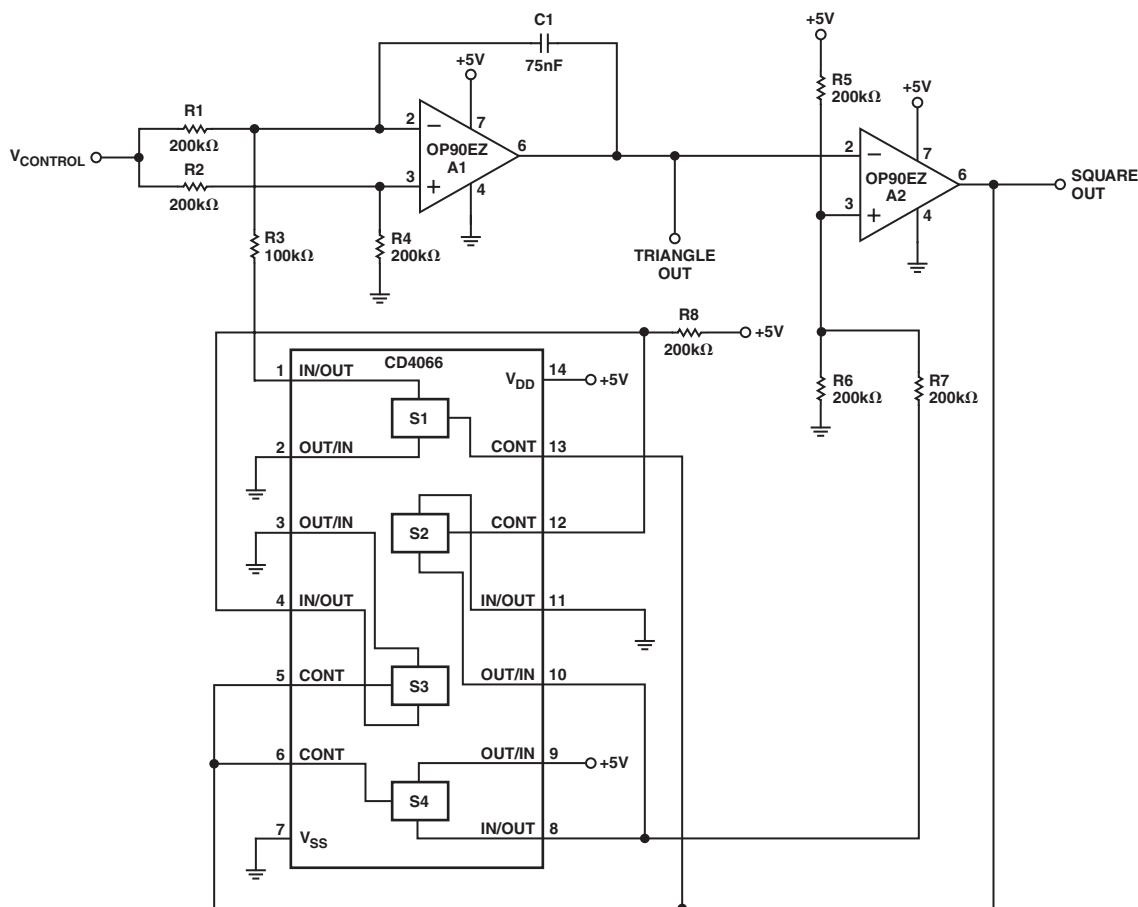 C1
75nF
+5V
R1
200kΩ
R2
200kΩ
V_CONTROL
2
3
7
6
4
OP90EZ
A1
R3
100kΩ
R4
200kΩ
TRIANGLE
OUT
+5V
R5
200kΩ
+5V
2
3
7
6
4
OP90EZ
A2
SQUARE
OUT
R8
200kΩ
+5V
R6
200kΩ
R7
200kΩ
CD4066
1 IN/OUT
V_DD 14
+5V
S1
2 OUT/IN
CONT 13
3 OUT/IN
S2
CONT 12
4 IN/OUT
IN/OUT 11
5 CONT
S3
OUT/IN 10
6 CONT
OUT/IN 9
+5V
S4
7 V_SS
IN/OUT 8